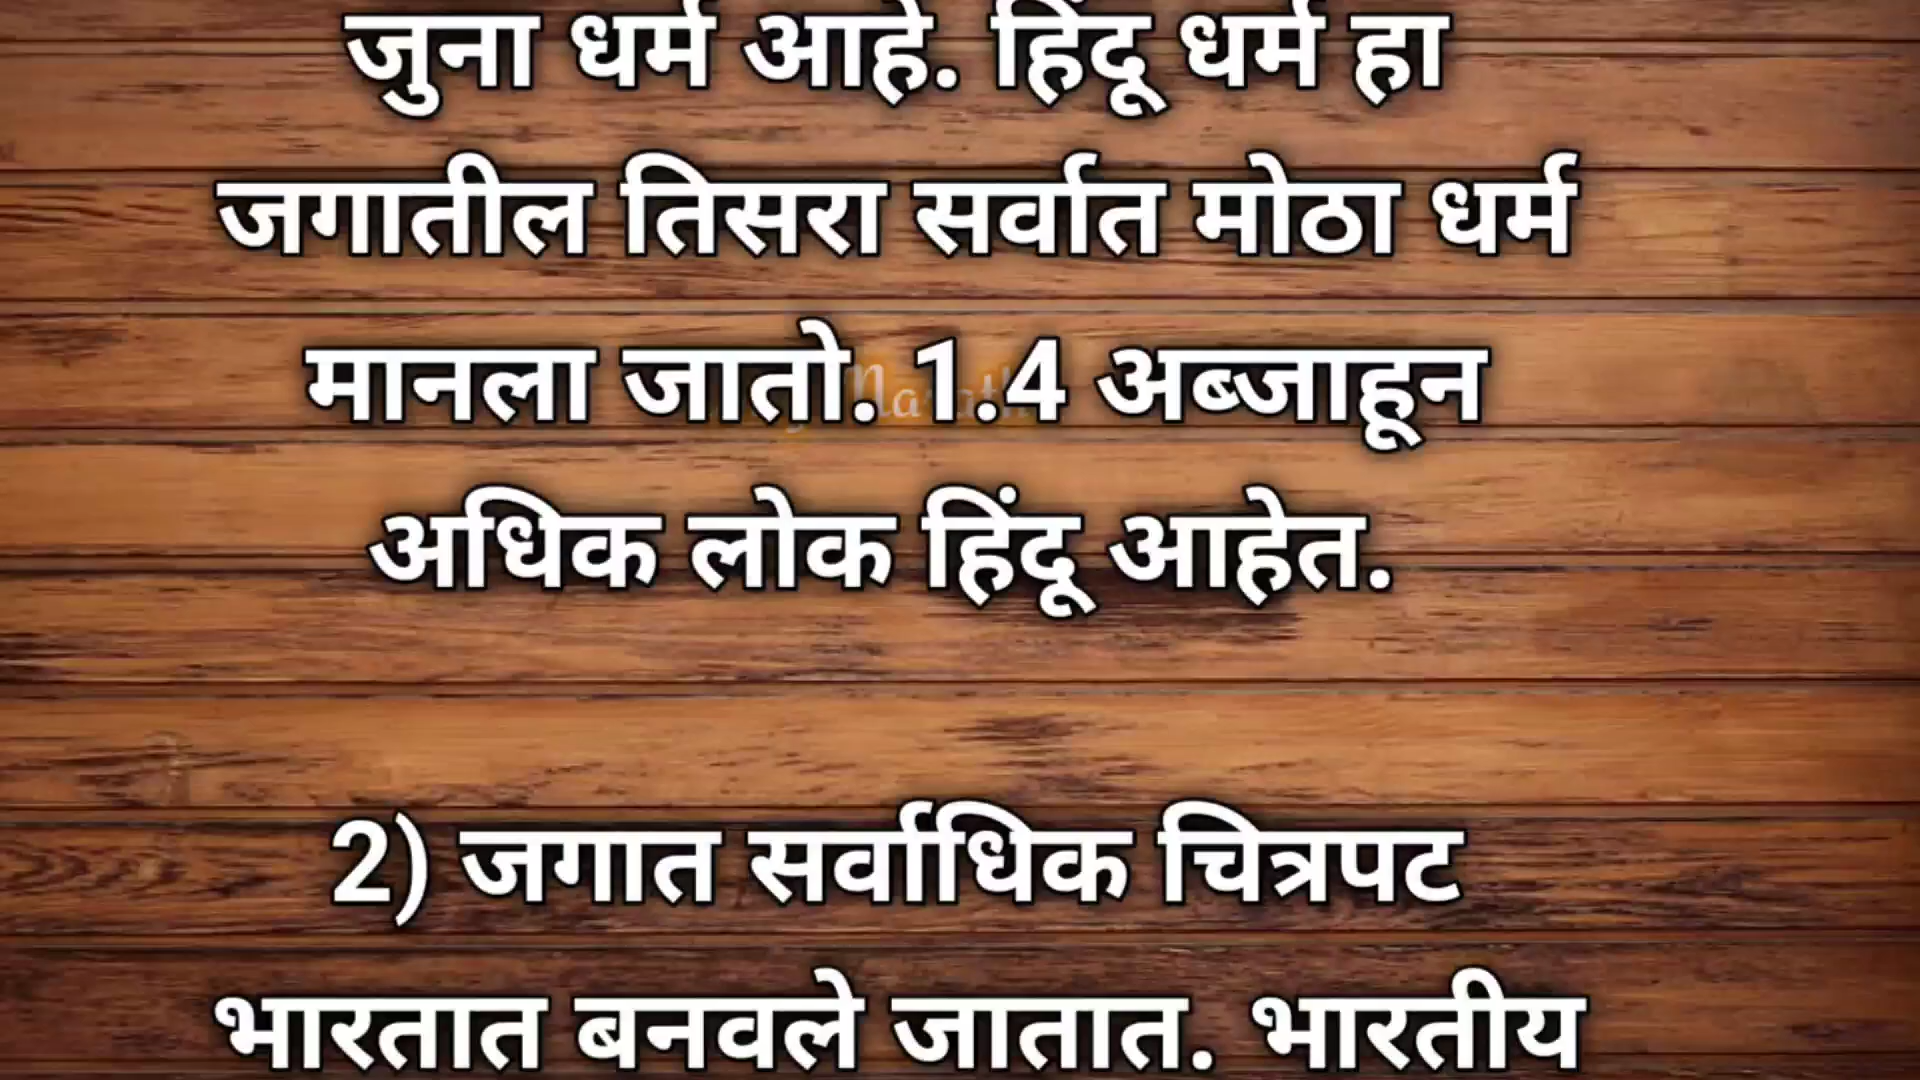 जुना धर्म आहे. हिंदू धर्म हा
जगातील तिसरा सर्वात मोठा धर्म
मानला जातो. 1.4 अब्जाहून
अधिक लोक हिंदू आहेत.
2) जगात सर्वाधिक चित्रपट
भारतात बनवले जातात. भारतीय